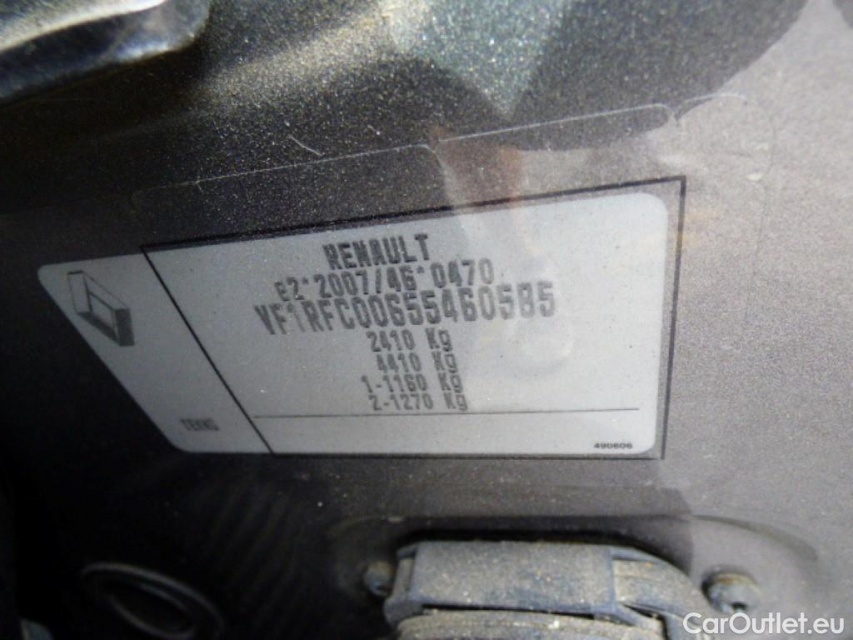 RENAULT
e2*2007/46*0470
VF1RFC00655460585
2410 Kg
4410 Kg
1-1160 Kg
2-1270 Kg
TEKNO
490606
CarOutlet.eu